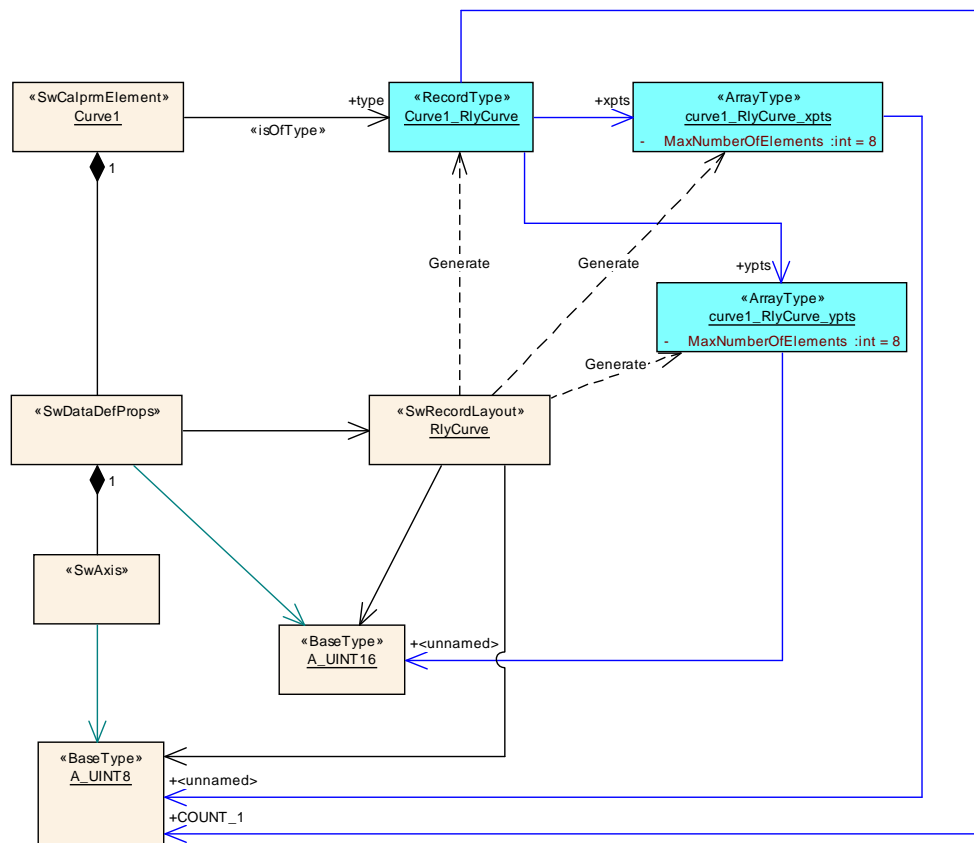 «SwCalprmElement»
Curve1
1
+type
«isOfType»
«RecordType»
Curve1_RlyCurve
+xpts
«ArrayType»
curve1_RlyCurve_xpts
- MaxNumberOfElements :int = 8
Generate
Generate
+ypts
«ArrayType»
curve1_RlyCurve_ypts
- MaxNumberOfElements :int = 8
Generate
«SwDataDefProps»
1
«SwRecordLayout»
RlyCurve
«SwAxis»
«BaseType»
A_UINT16
+<unnamed>
«BaseType»
A_UINT8
+<unnamed>
+COUNT_1